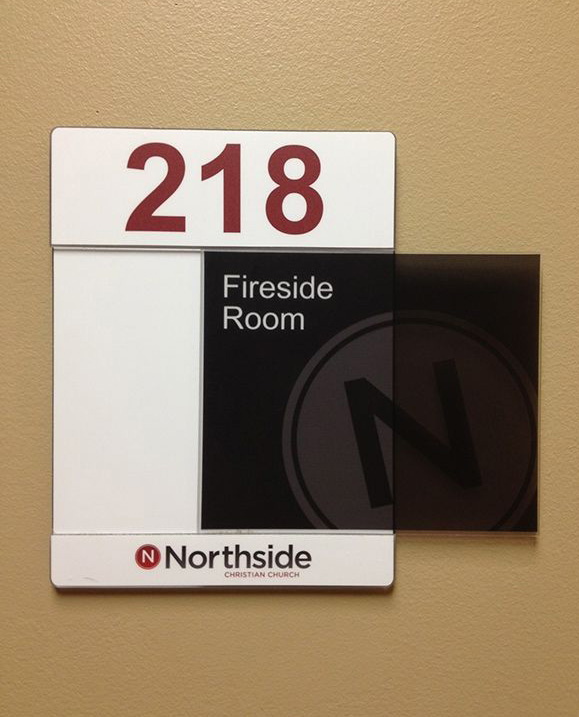 218
Fireside
Room
N
N Northside
CHRISTIAN CHURCH